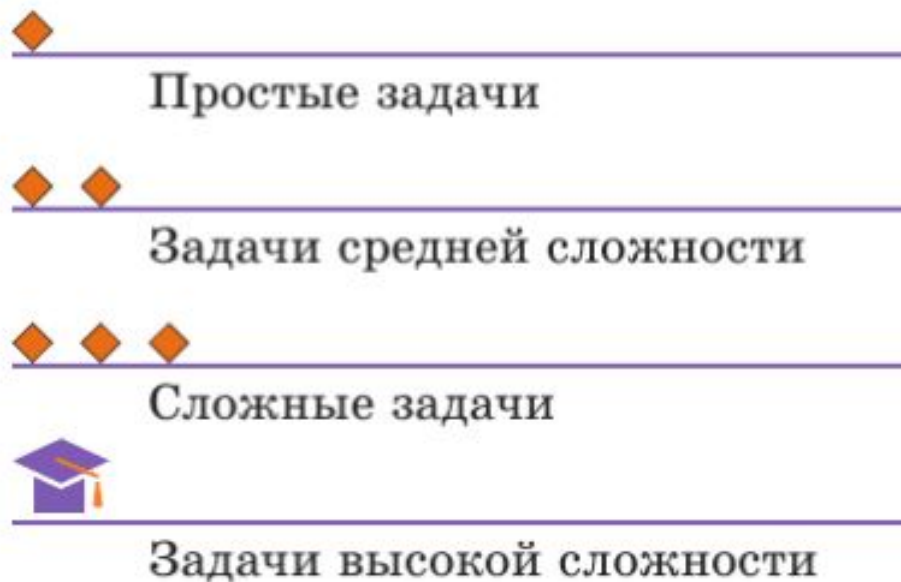 Простые задачи
Задачи средней сложности
Сложные задачи
Задачи высокой сложности